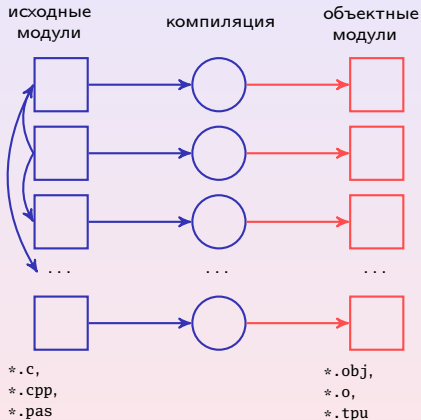 исходные
модули
компиляция
объектные
модули
... ... ...
*.c,
*.cpp,
*.pas
*.obj,
*.o,
*.tpu